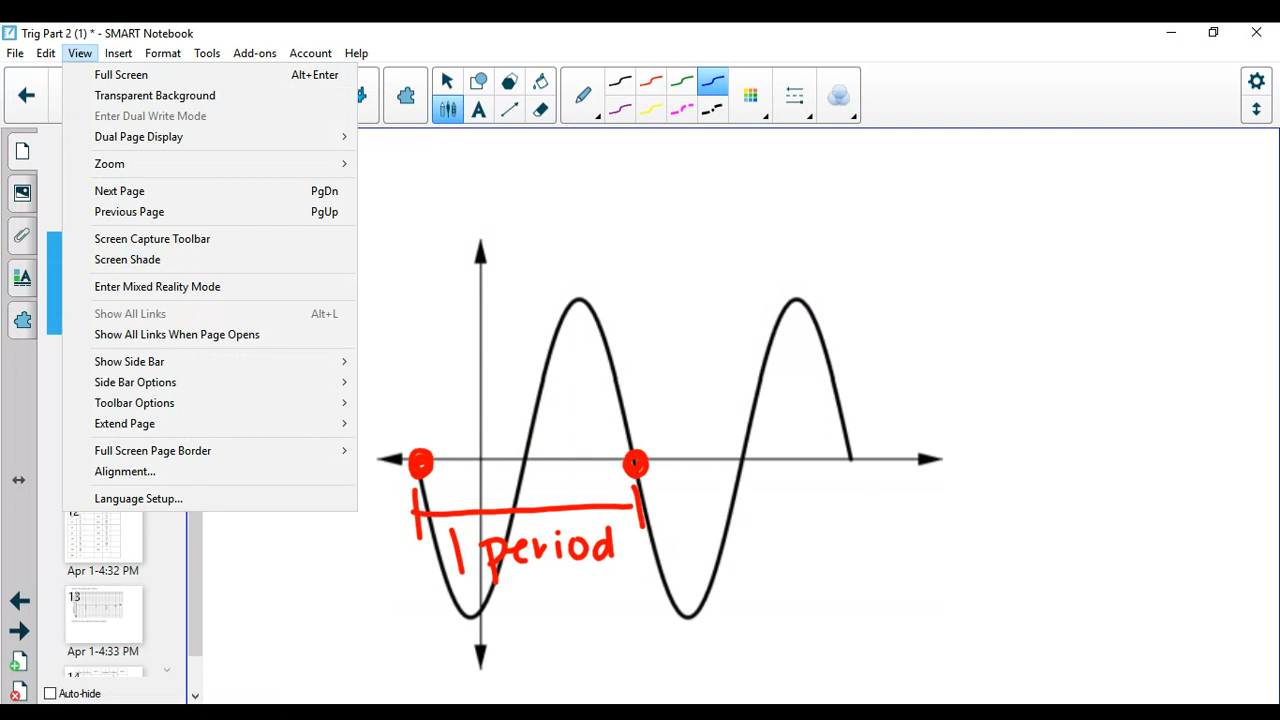 Trig Part 2 (1) * - SMART Notebook
File Edit View Insert Format Tools Add-ons Account Help
Full Screen Alt+Enter
Transparent Background
Enter Dual Write Mode
Dual Page Display
Zoom
Next Page PgDn
Previous Page PgUp
Screen Capture Toolbar
Screen Shade
Enter Mixed Reality Mode
Show All Links Alt+L
Show All Links When Page Opens
Show Side Bar
Side Bar Options
Toolbar Options
Extend Page
Full Screen Page Border
Alignment...
Language Setup...
1 period
12
Apr 1-4:32 PM
13
Apr 1-4:33 PM
14
Auto-hide